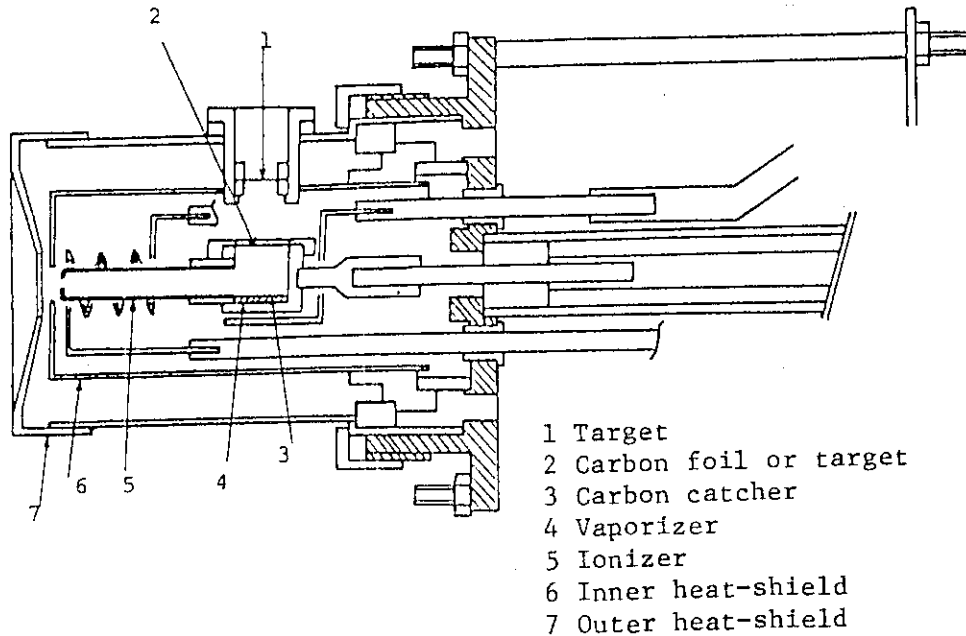 2
1
7
6
5
4
3
1 Target
2 Carbon foil or target
3 Carbon catcher
4 Vaporizer
5 Ionizer
6 Inner heat-shield
7 Outer heat-shield